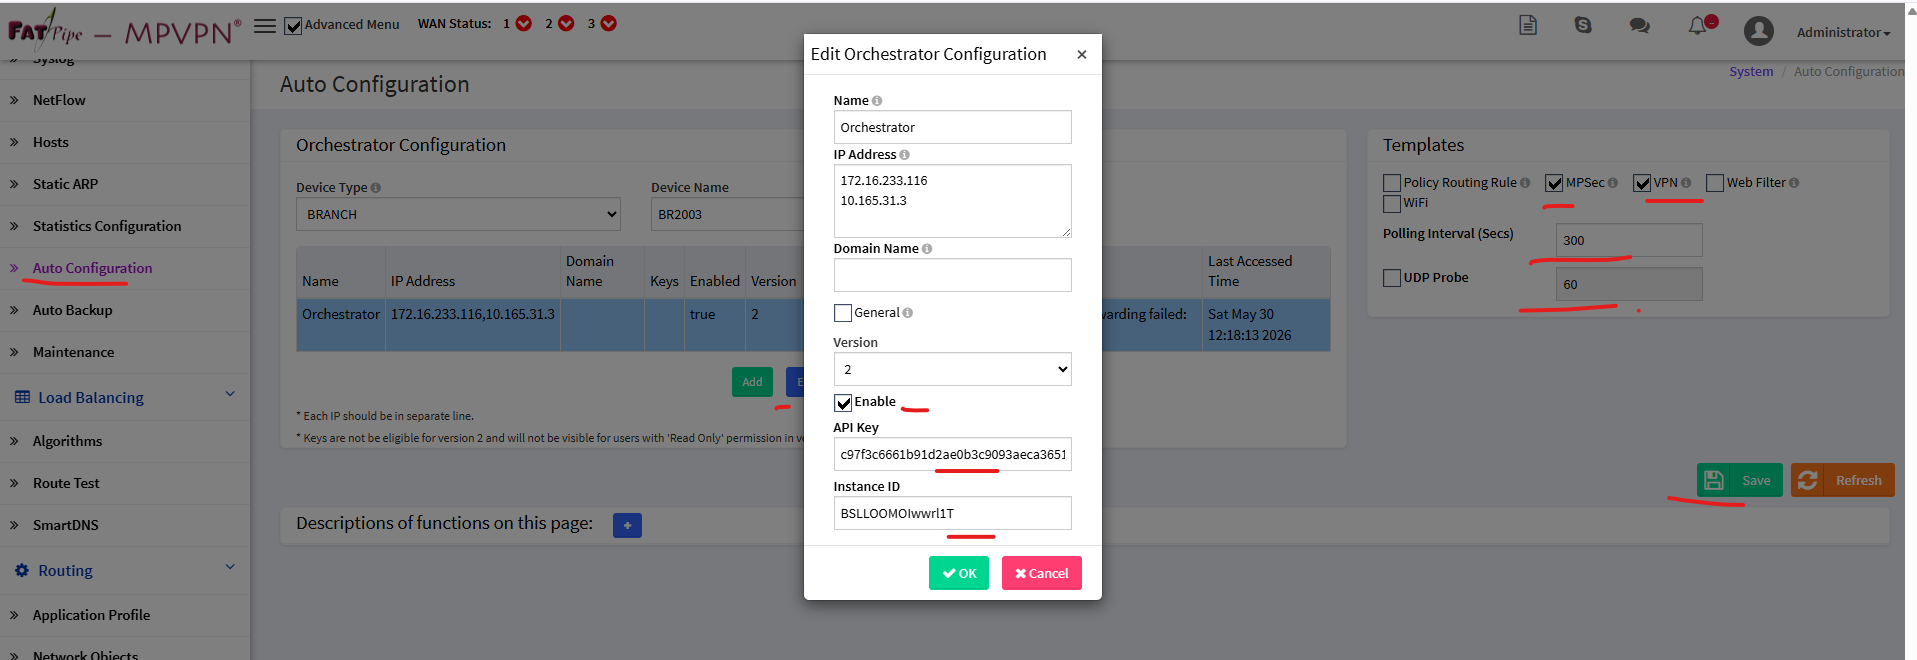 FATPipe — MPVPN®
Advanced Menu
WAN Status: 1 2 3
Administrator
Syslog
NetFlow
Hosts
Static ARP
Statistics Configuration
Auto Configuration
Auto Backup
Maintenance
Load Balancing
Algorithms
Route Test
SmartDNS
Routing
Application Profile
Network Objects
Auto Configuration
System / Auto Configuration
Orchestrator Configuration
Device Type
BRANCH
Device Name
BR2003
Name IP Address Domain Name Keys Enabled Version Last Accessed Time
Orchestrator 172.16.233.116,10.165.31.3 true 2 warding failed: Sat May 30 12:18:13 2026
Add
E
* Each IP should be in separate line.
* Keys are not be eligible for version 2 and will not be visible for users with 'Read Only' permission in ve
Descriptions of functions on this page:
+
Edit Orchestrator Configuration ×
Name
Orchestrator
IP Address
172.16.233.116
10.165.31.3
Domain Name
General
Version
2
Enable
API Key
c97f3c6661b91d2ae0b3c9093aeca3651
Instance ID
BSLLOOMOIwwrl1T
OK
Cancel
Templates
Policy Routing Rule MPSec VPN Web Filter
WiFi
Polling Interval (Secs) 300
UDP Probe 60
Save
Refresh